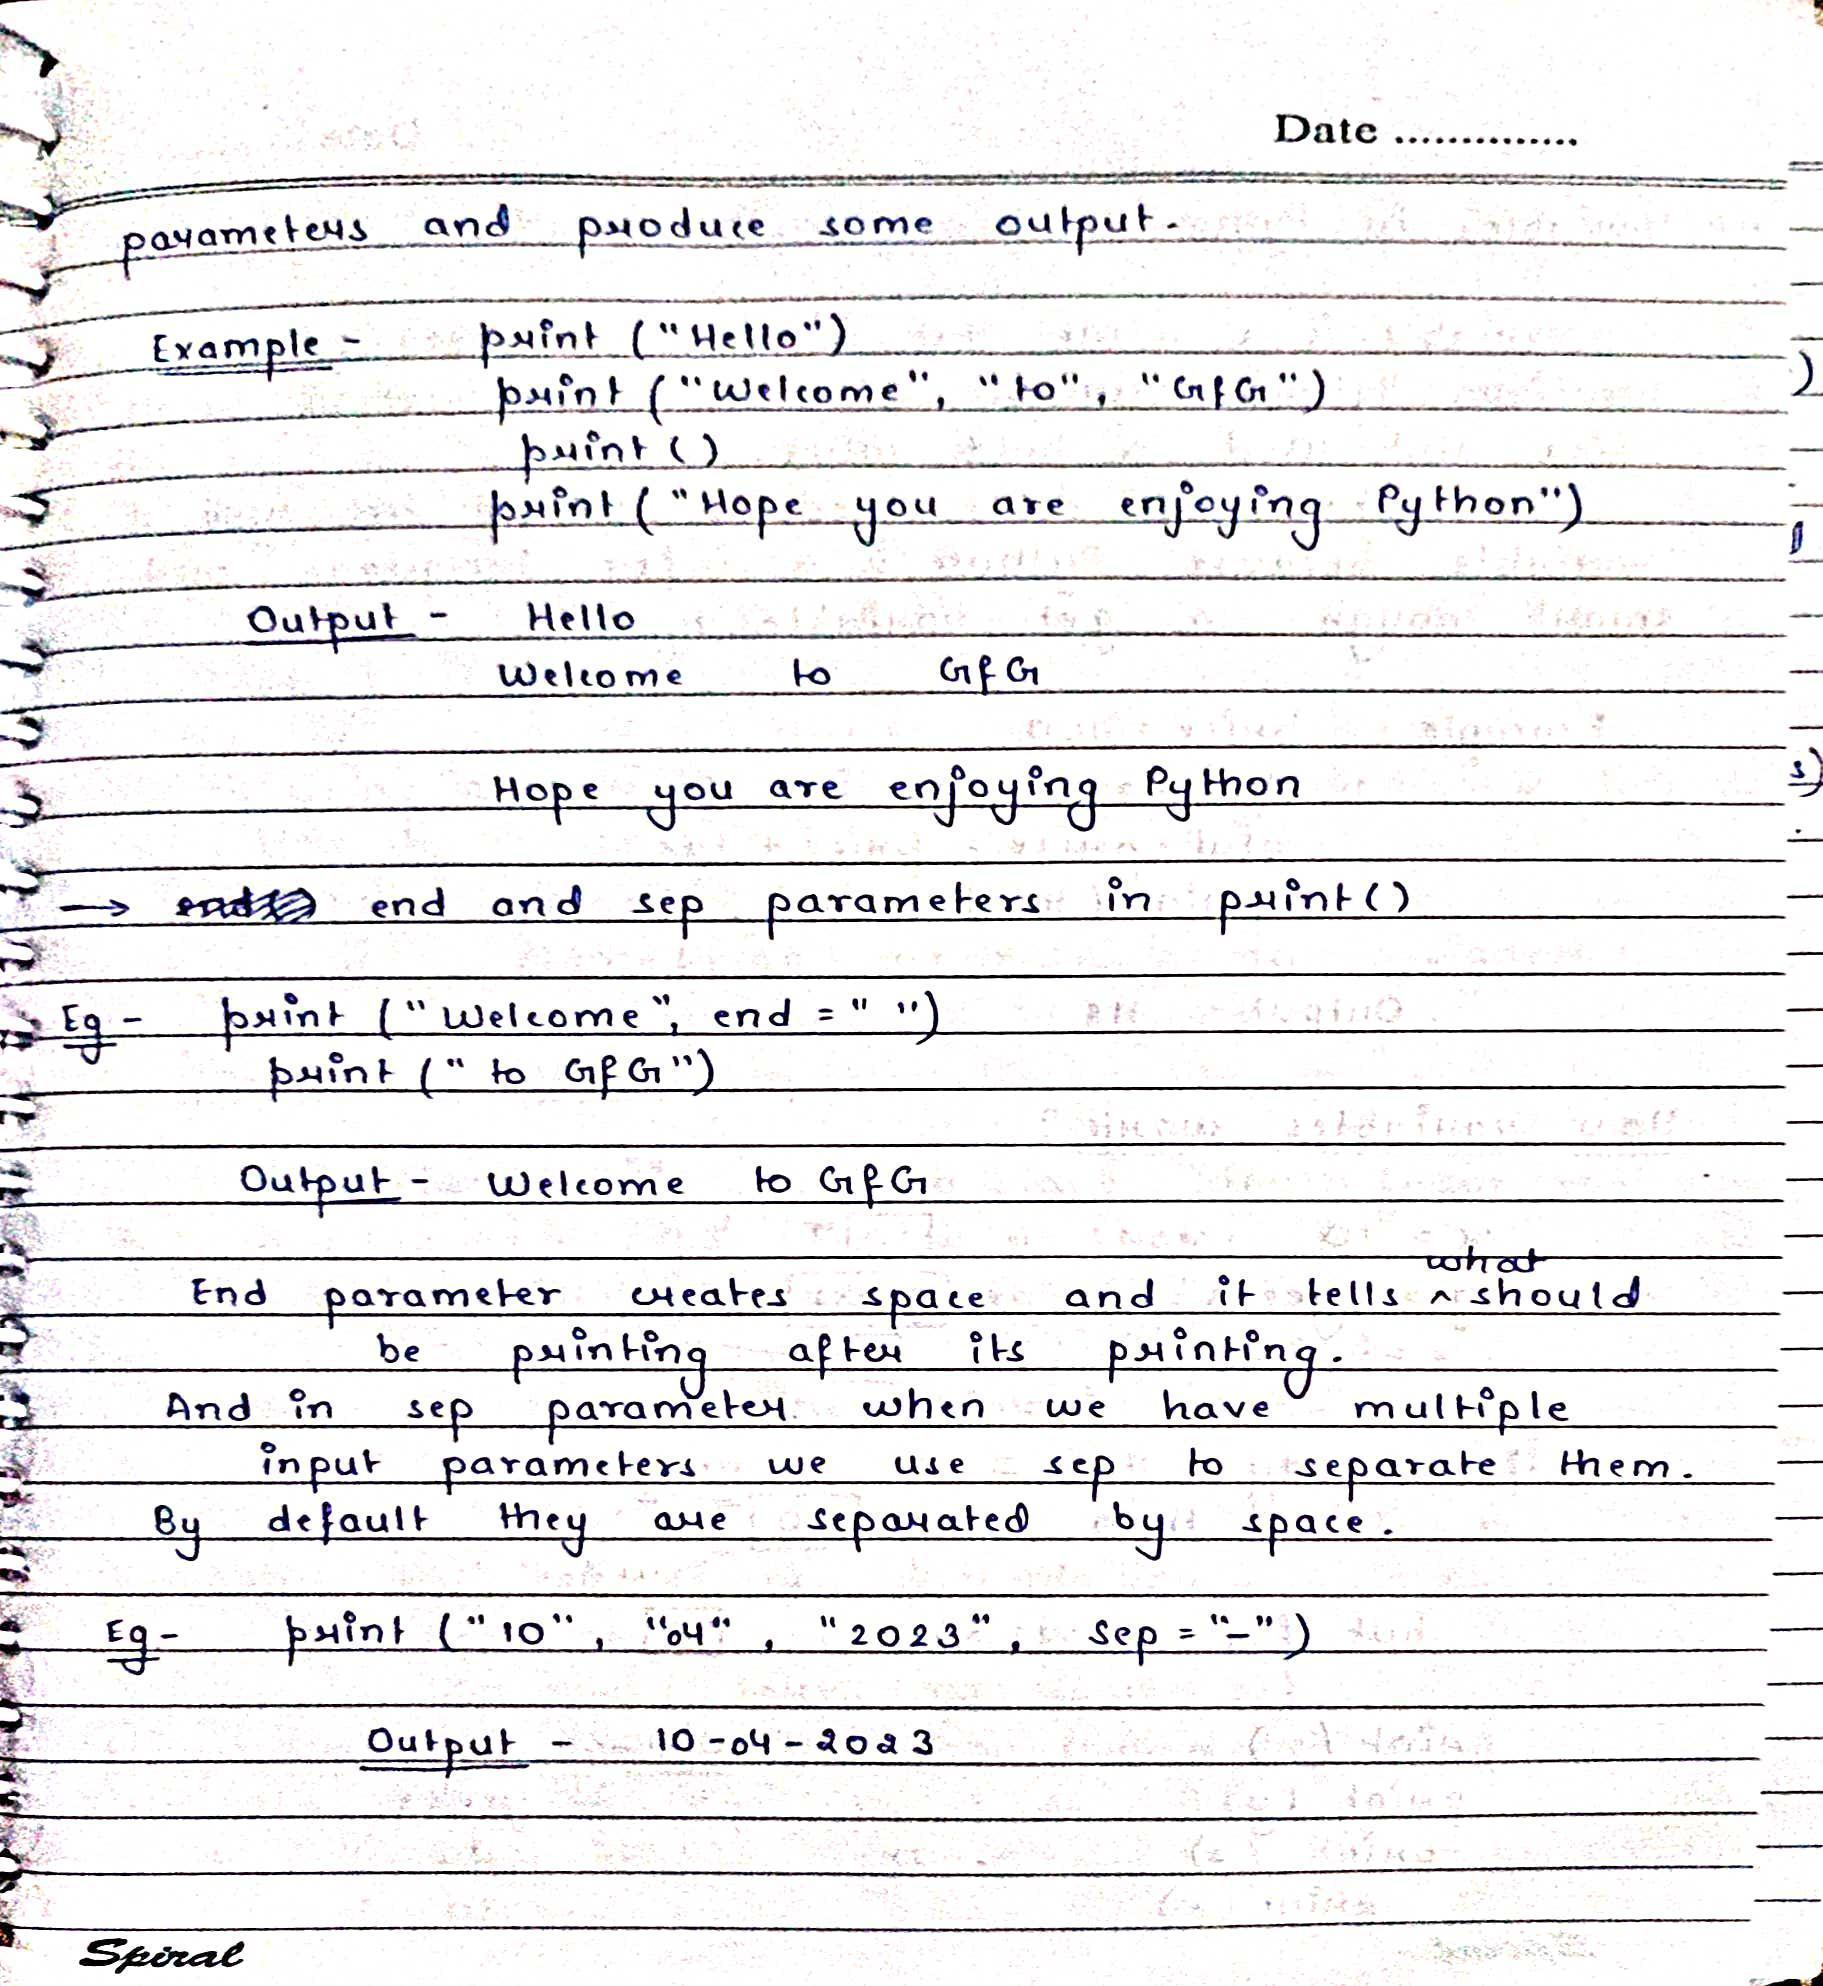 Date ..............
parameters and produce some output.
Example - print ("Hello")
print ("Welcome", "to", "GfG")
print ()
print ("Hope you are enjoying Python")
Output - Hello
Welcome to GfG
Hope you are enjoying Python
→ end and sep parameters in print()
Eg - print ("Welcome", end = " ")
print (" to GfG")
Output - Welcome to GfG
what
End parameter creates space and it tells ^ should
be printing after its printing.
And in sep parameter when we have multiple
input parameters we use sep to separate them.
By default they are separated by space.
Eg - print ("10", "04", "2023", sep = "-")
Output - 10-04-2023
Spiral